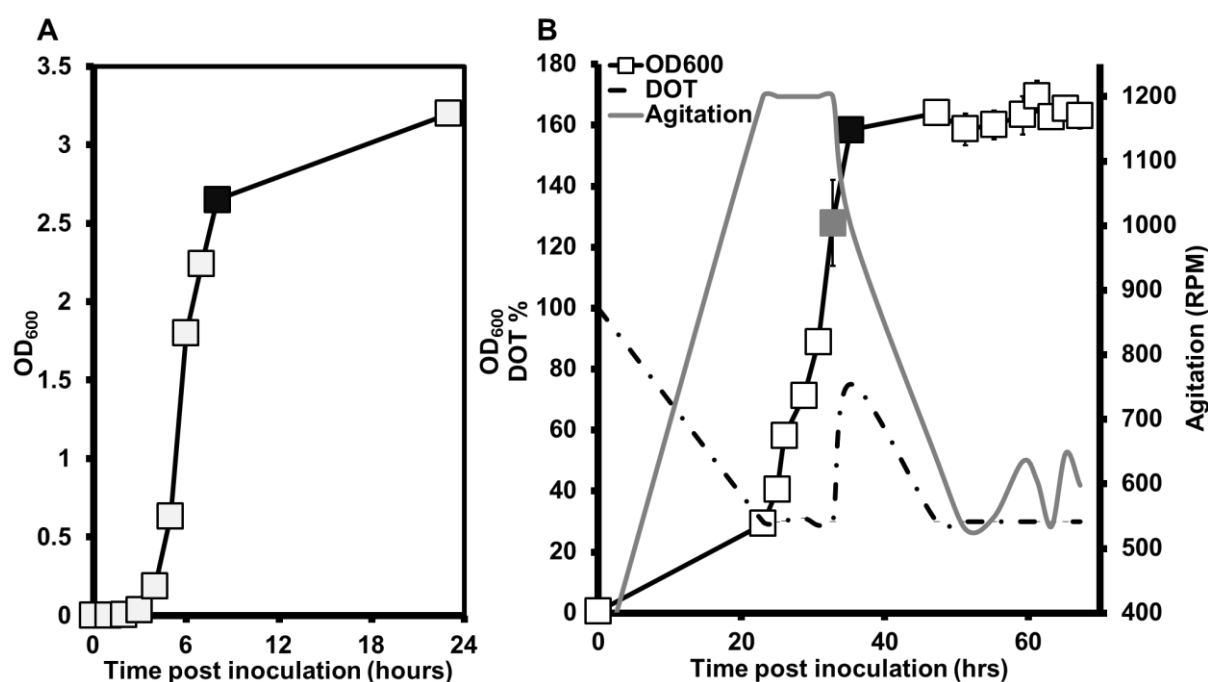 A
3.5
3
2.5
2
1.5
1
0.5
0
OD600
0 6 12 18 24
Time post inoculation (hours)
B
180
160
140
120
100
80
60
40
20
0
OD600
DOT %
OD600
DOT
Agitation
1200
1100
1000
900
800
700
600
500
400
Agitation (RPM)
0 20 40 60
Time post inoculation (hrs)